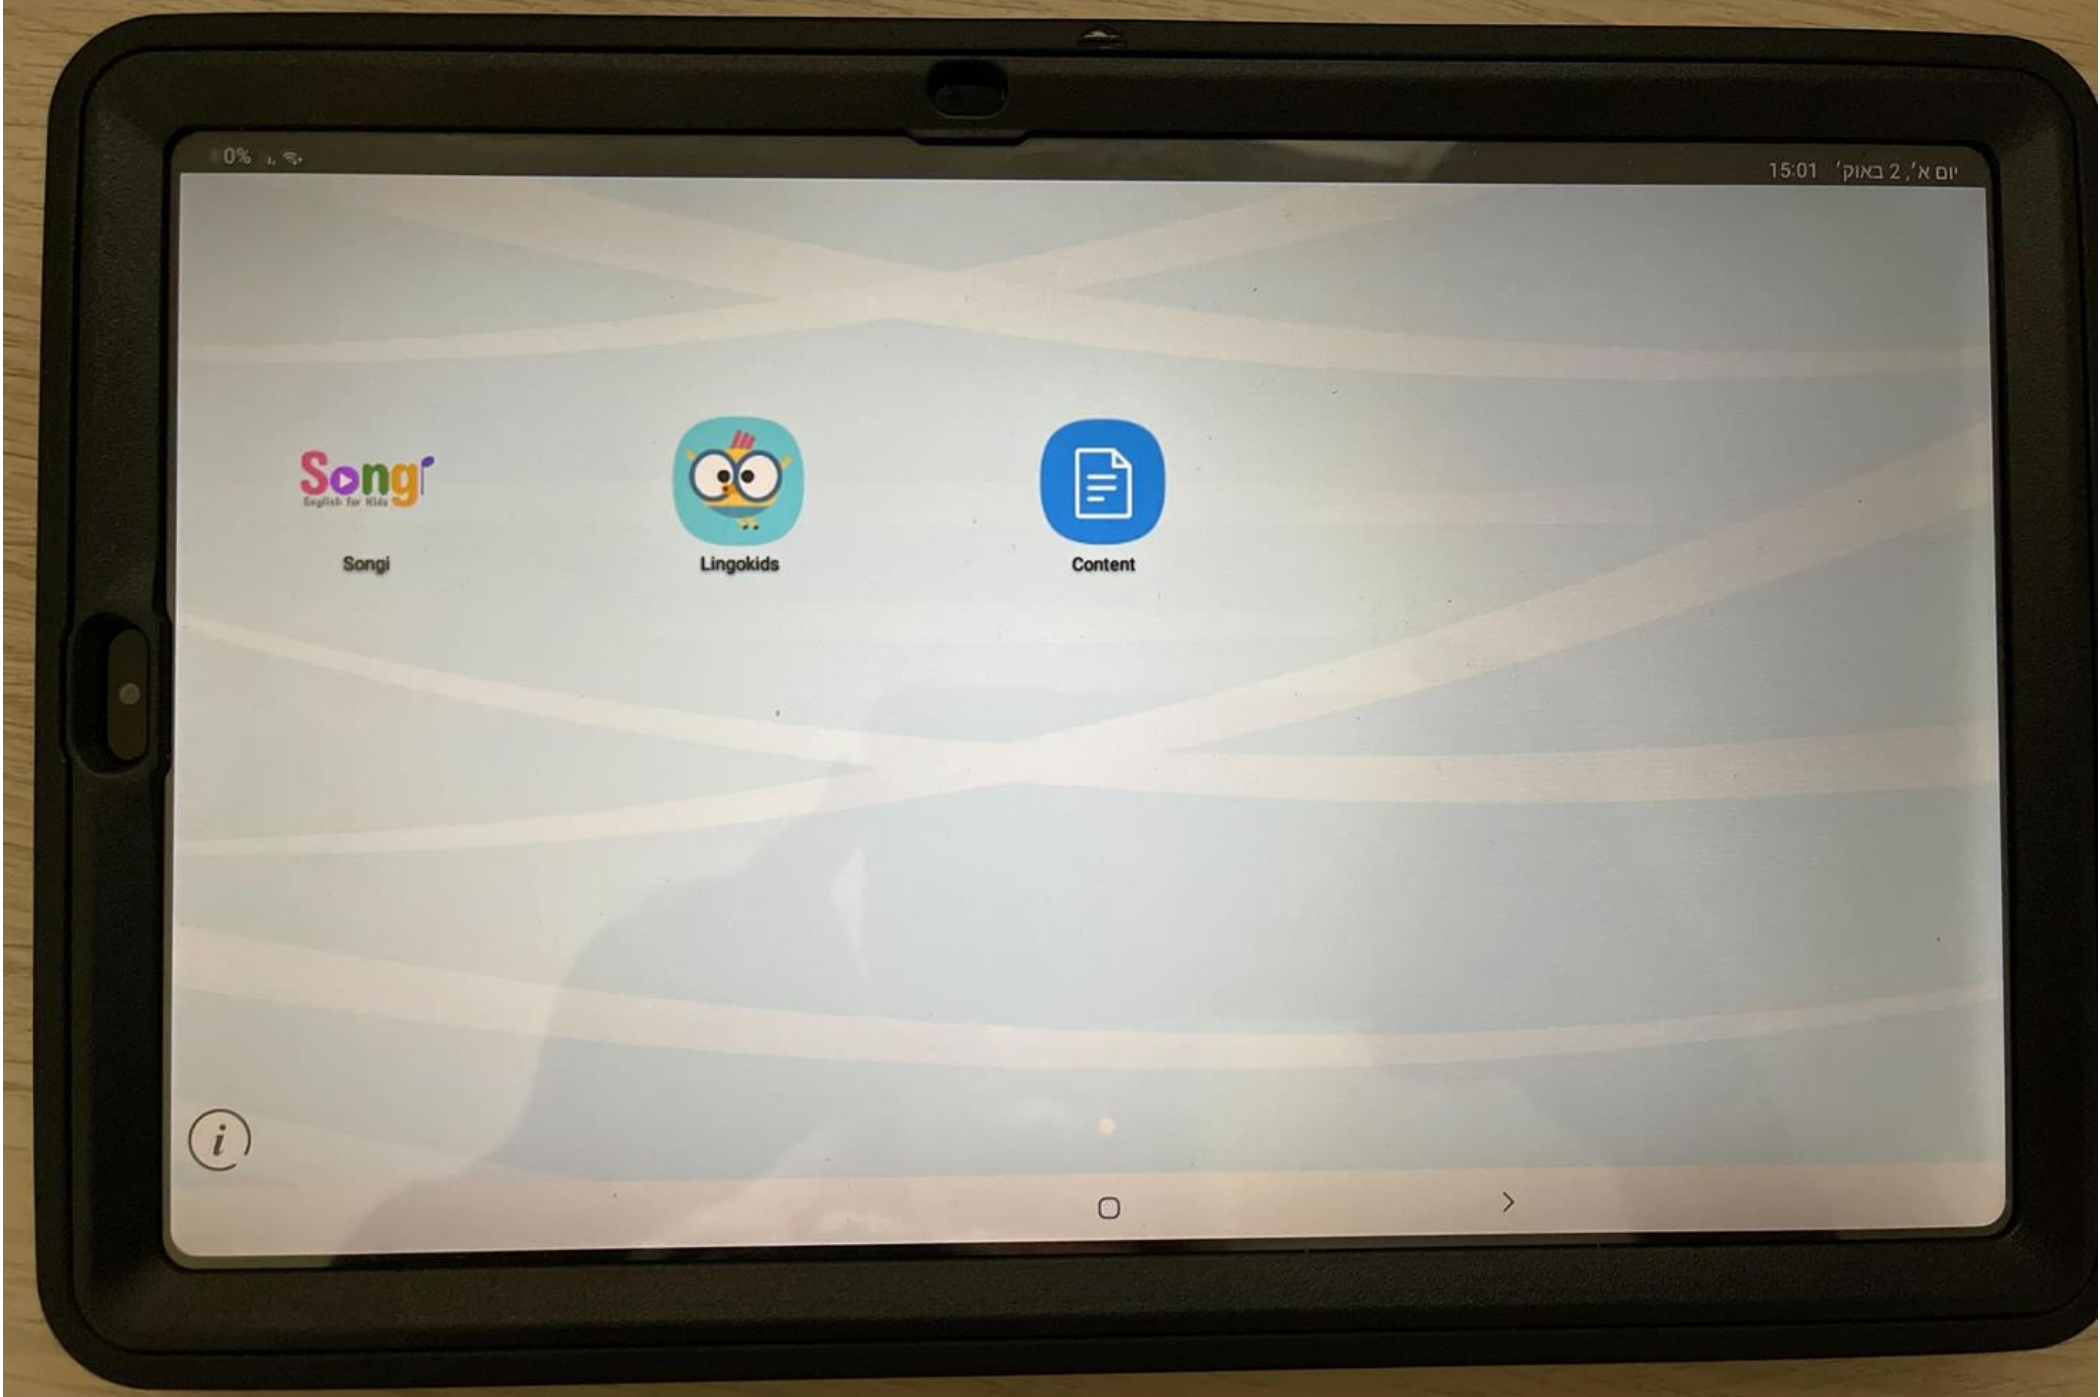 0%
15:01 יום א׳, 2 באוק׳
Songi
English for Kids
Songi
Lingokids
Content
i